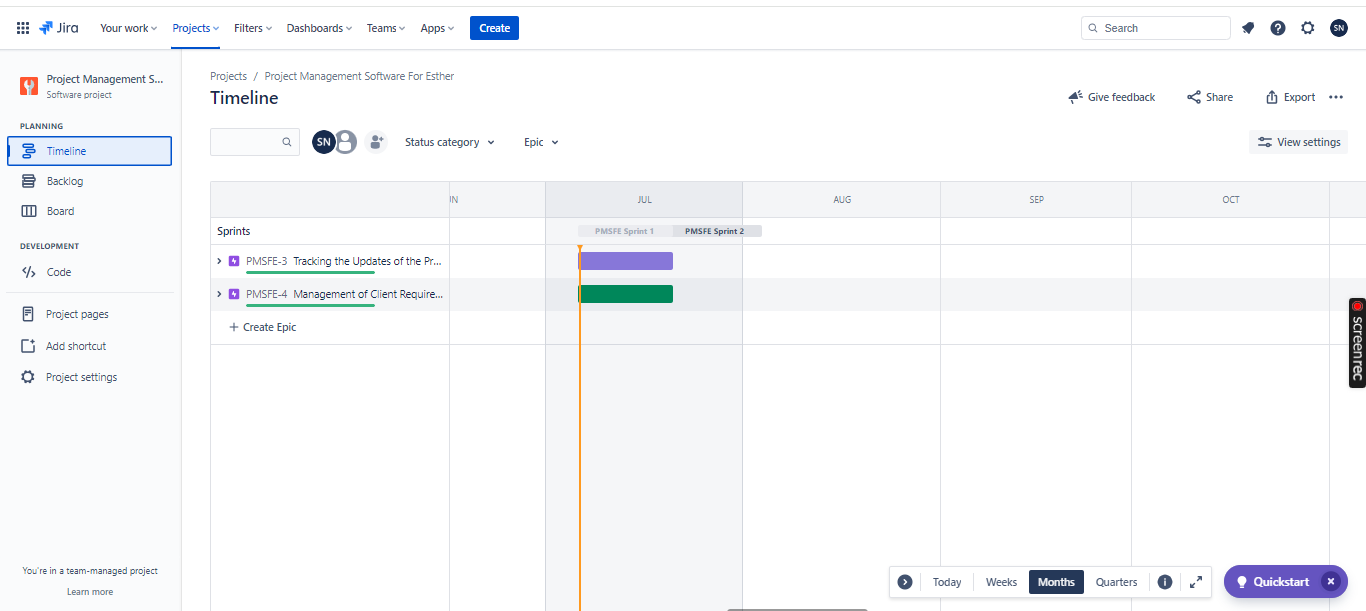 Jira Your work Projects Filters Dashboards Teams Apps Create Search SN
Project Management S...
Software project
PLANNING
Timeline
Backlog
Board
DEVELOPMENT
Code
Project pages
Add shortcut
Project settings
You're in a team-managed project
Learn more
Projects / Project Management Software For Esther
Timeline
Give feedback Share Export
SN Status category Epic View settings
UN JUL AUG SEP OCT
Sprints PMSFE Sprint 1 PMSFE Sprint 2
PMSFE-3 Tracking the Updates of the Pr...
PMSFE-4 Management of Client Require...
+ Create Epic
Today Weeks Months Quarters
Quickstart
screenrec